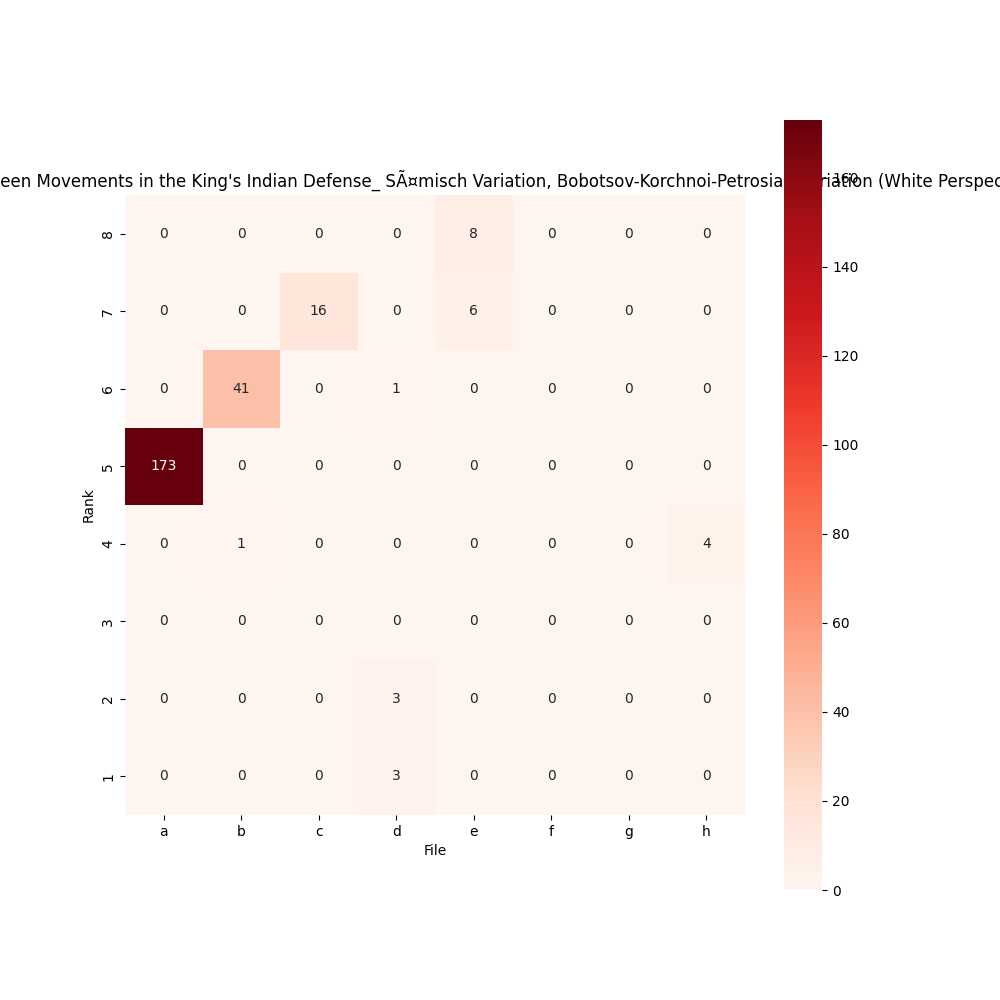 een Movements in the King's Indian Defense_ SÃ¤misch Variation, Bobotsov-Korchnoi-Petrosian Variation (White Perspec
160
8 0 0 0 0 8 0 0 0
140
7 0 0 16 0 6 0 0 0
120
6 0 41 0 1 0 0 0 0
100
5 173 0 0 0 0 0 0 0
Rank
80
4 0 1 0 0 0 0 0 4
60
3 0 0 0 0 0 0 0 0
40
2 0 0 0 3 0 0 0 0
1 0 0 0 3 0 0 0 0
20
a b c d e f g h
File
0